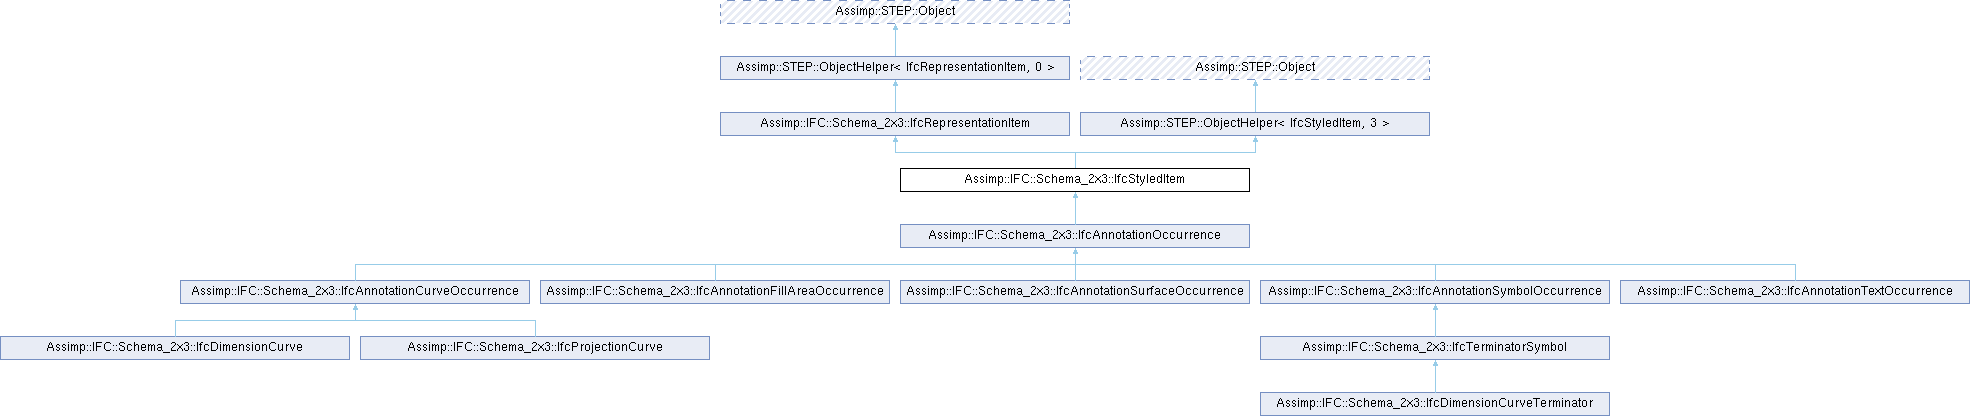 Assimp::STEP::Object
Assimp::STEP::ObjectHelper< IfcRepresentationItem, 0 >
Assimp::STEP::Object
Assimp::IFC::Schema_2x3::IfcRepresentationItem
Assimp::STEP::ObjectHelper< IfcStyledItem, 3 >
Assimp::IFC::Schema_2x3::IfcStyledItem
Assimp::IFC::Schema_2x3::IfcAnnotationOccurrence
Assimp::IFC::Schema_2x3::IfcAnnotationCurveOccurrence
Assimp::IFC::Schema_2x3::IfcAnnotationFillAreaOccurrence
Assimp::IFC::Schema_2x3::IfcAnnotationSurfaceOccurrence
Assimp::IFC::Schema_2x3::IfcAnnotationSymbolOccurrence
Assimp::IFC::Schema_2x3::IfcAnnotationTextOccurrence
Assimp::IFC::Schema_2x3::IfcDimensionCurve
Assimp::IFC::Schema_2x3::IfcProjectionCurve
Assimp::IFC::Schema_2x3::IfcTerminatorSymbol
Assimp::IFC::Schema_2x3::IfcDimensionCurveTerminator